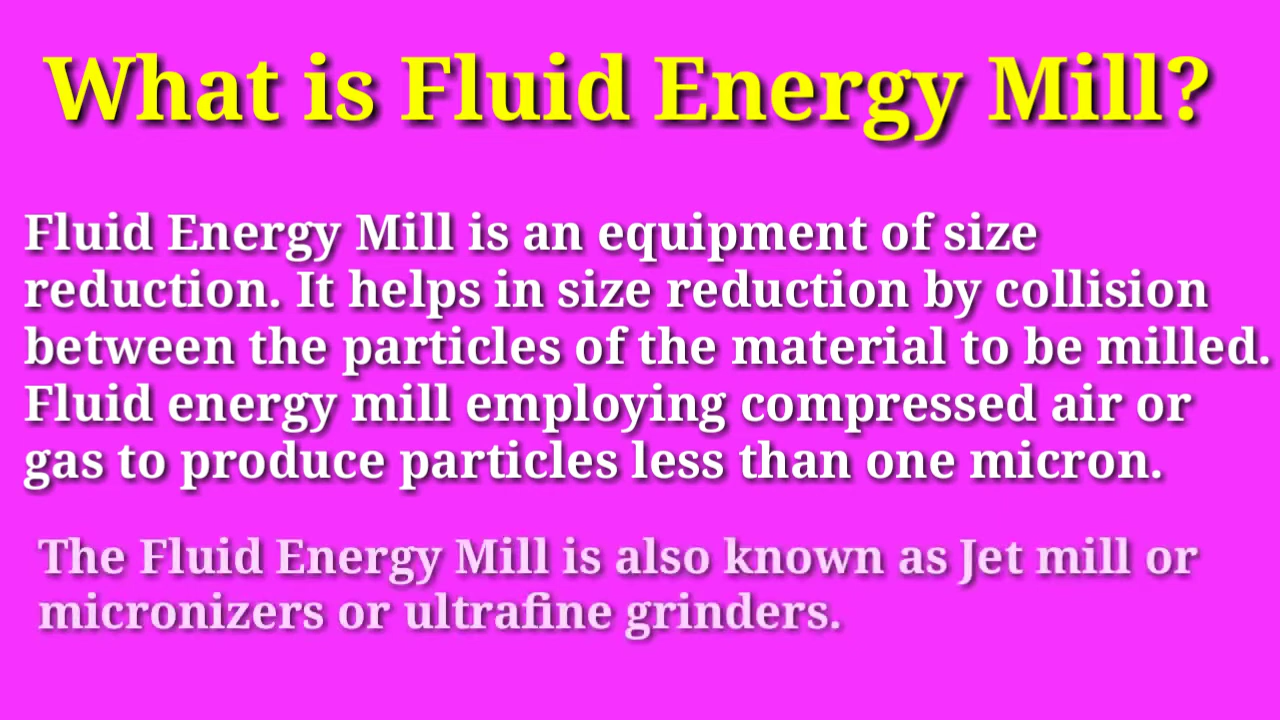 What is Fluid Energy Mill?
Fluid Energy Mill is an equipment of size
reduction. It helps in size reduction by collision
between the particles of the material to be milled.
Fluid energy mill employing compressed air or
gas to produce particles less than one micron.
The Fluid Energy Mill is also known as Jet mill or
micronizers or ultrafine grinders.